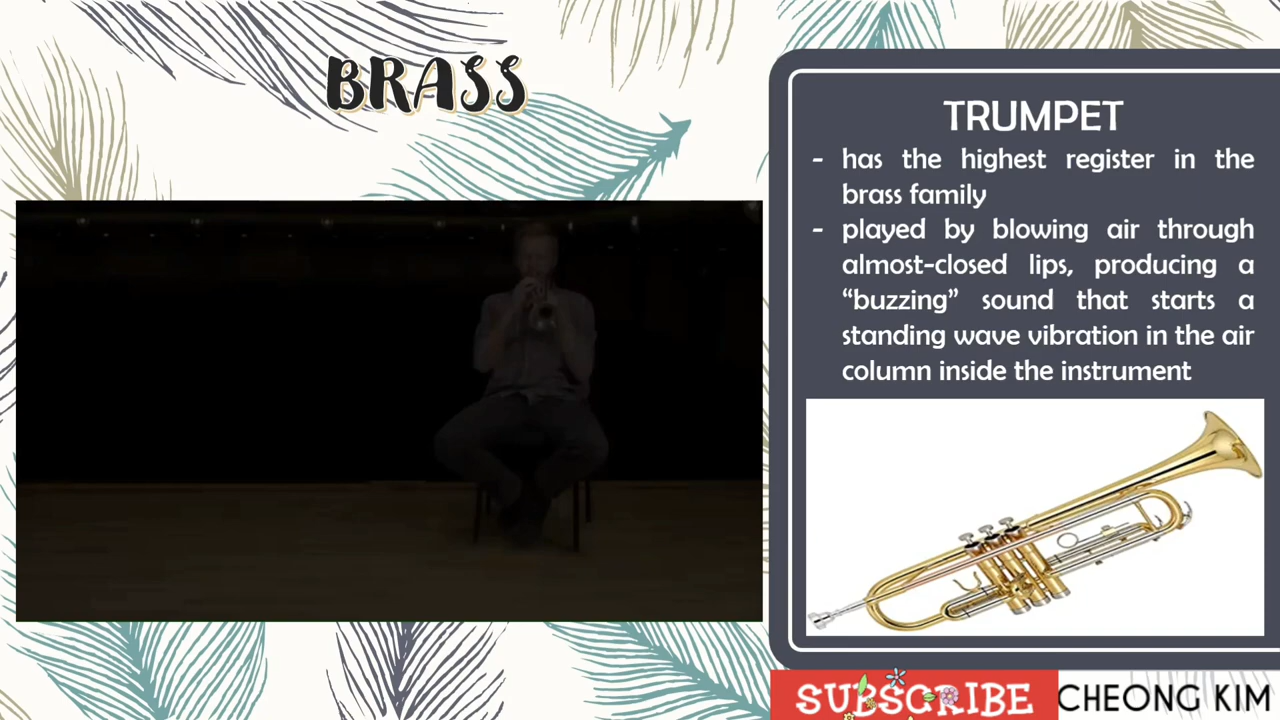 BRASS
TRUMPET
- has the highest register in the
brass family
- played by blowing air through
almost-closed lips, producing a
“buzzing” sound that starts a
standing wave vibration in the air
column inside the instrument
SUBSCRIBE CHEONG KIM